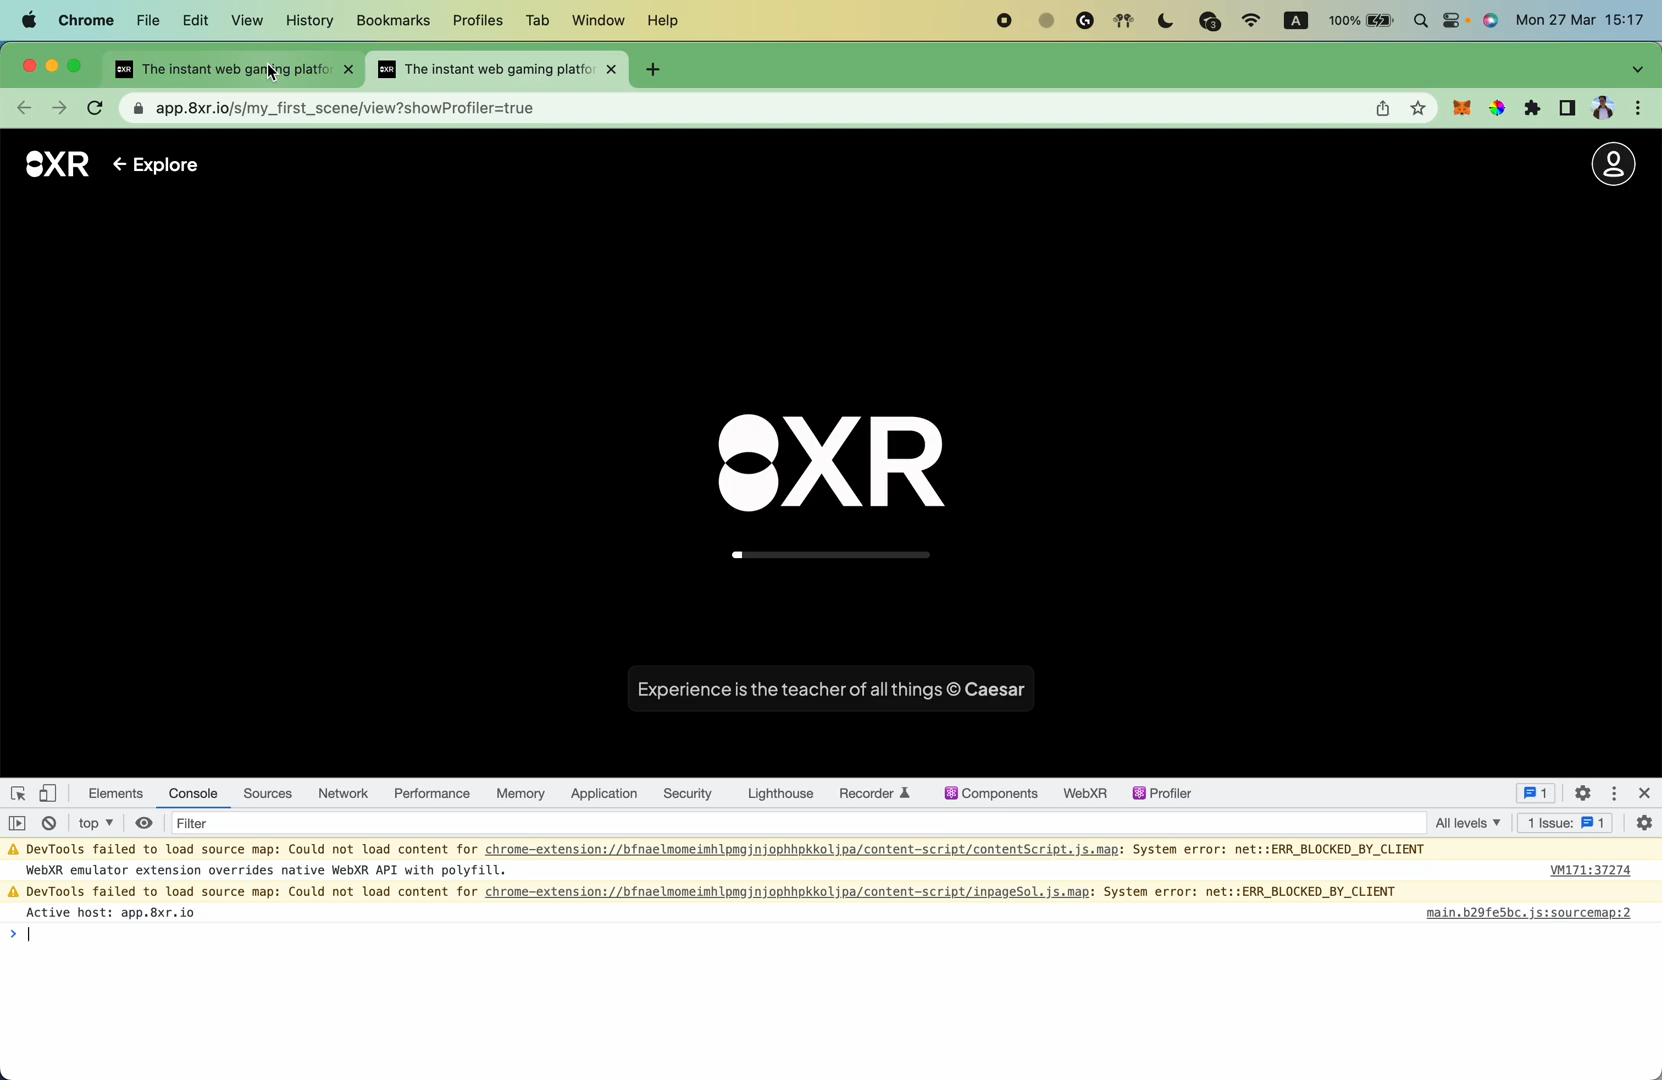 Chrome File Edit View History Bookmarks Profiles Tab Window Help 3 A 100% Mon 27 Mar 15:17
8XR The instant web gaming platfor 8XR The instant web gaming platfor
app.8xr.io/s/my_first_scene/view?showProfiler=true
8XR ← Explore
8XR
Experience is the teacher of all things © Caesar
Elements Console Sources Network Performance Memory Application Security Lighthouse Recorder Components WebXR Profiler 1
top ▼ Filter All levels ▼ 1 Issue: 1
DevTools failed to load source map: Could not load content for chrome-extension://bfnaelmomeimhlpmgjnjophhpkkoljpa/content-script/contentScript.js.map: System error: net::ERR_BLOCKED_BY_CLIENT
WebXR emulator extension overrides native WebXR API with polyfill. VM171:37274
DevTools failed to load source map: Could not load content for chrome-extension://bfnaelmomeimhlpmgjnjophhpkkoljpa/content-script/inpageSol.js.map: System error: net::ERR_BLOCKED_BY_CLIENT
Active host: app.8xr.io main.b29fe5bc.js:sourcemap:2
>